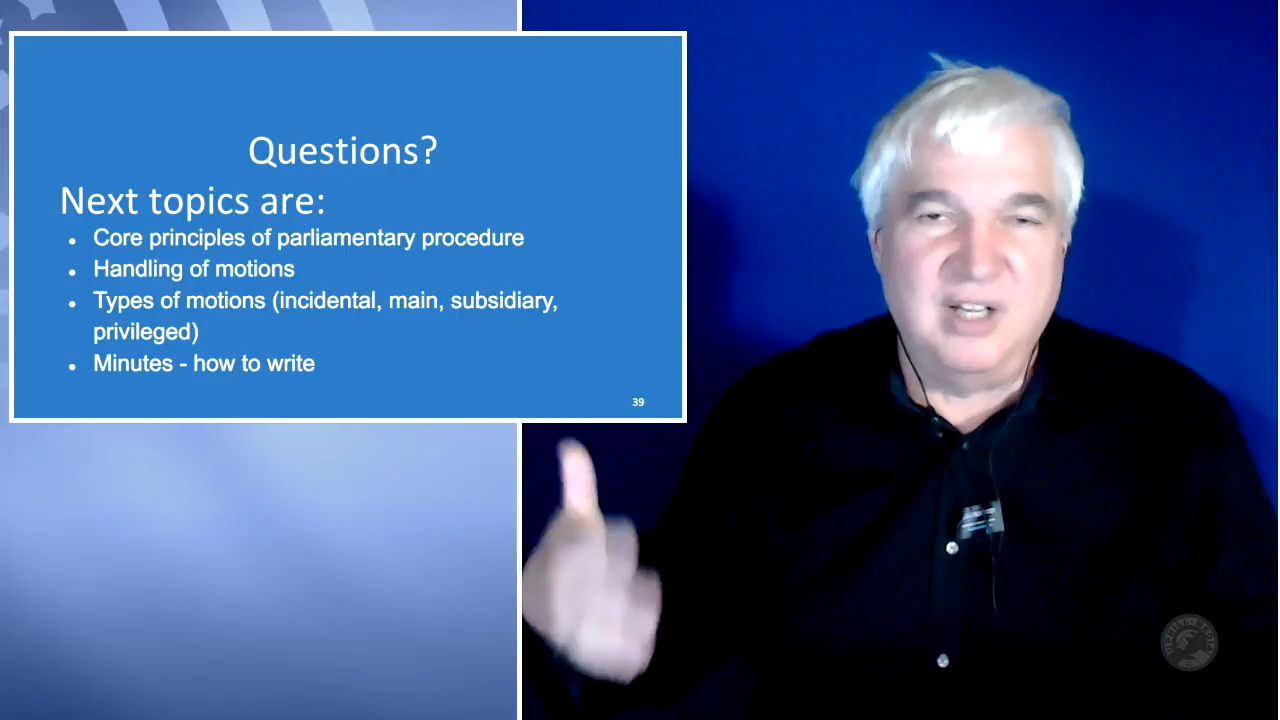 Questions?
Next topics are:
• Core principles of parliamentary procedure
• Handling of motions
• Types of motions (incidental, main, subsidiary,
privileged)
• Minutes - how to write
39